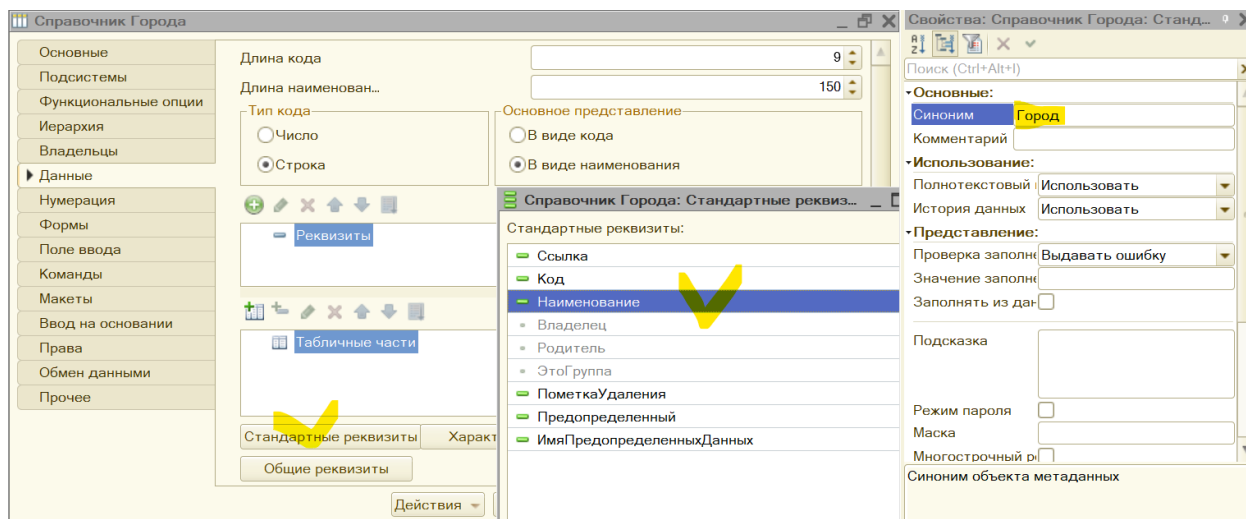 Справочник Города
Основные
Подсистемы
Функциональные опции
Иерархия
Владельцы
Данные
Нумерация
Формы
Поле ввода
Команды
Макеты
Ввод на основании
Права
Обмен данными
Прочее
Длина кода
9
Длина наименован...
150
Тип кода
Число
Строка
Основное представление
В виде кода
В виде наименования
Реквизиты
Табличные части
Стандартные реквизиты
Характ
Общие реквизиты
Действия
Справочник Города: Стандартные реквиз...
Стандартные реквизиты:
Ссылка
Код
Наименование
Владелец
Родитель
ЭтоГруппа
ПометкаУдаления
Предопределенный
ИмяПредопределенныхДанных
Свойства: Справочник Города: Станд...
Поиск (Ctrl+Alt+I)
Основные:
Синоним Город
Комментарий
Использование:
Полнотекстовый Использовать
История данных Использовать
Представление:
Проверка заполне Выдавать ошибку
Значение заполне
Заполнять из дан
Подсказка
Режим пароля
Маска
Многострочный р
Синоним объекта метаданных